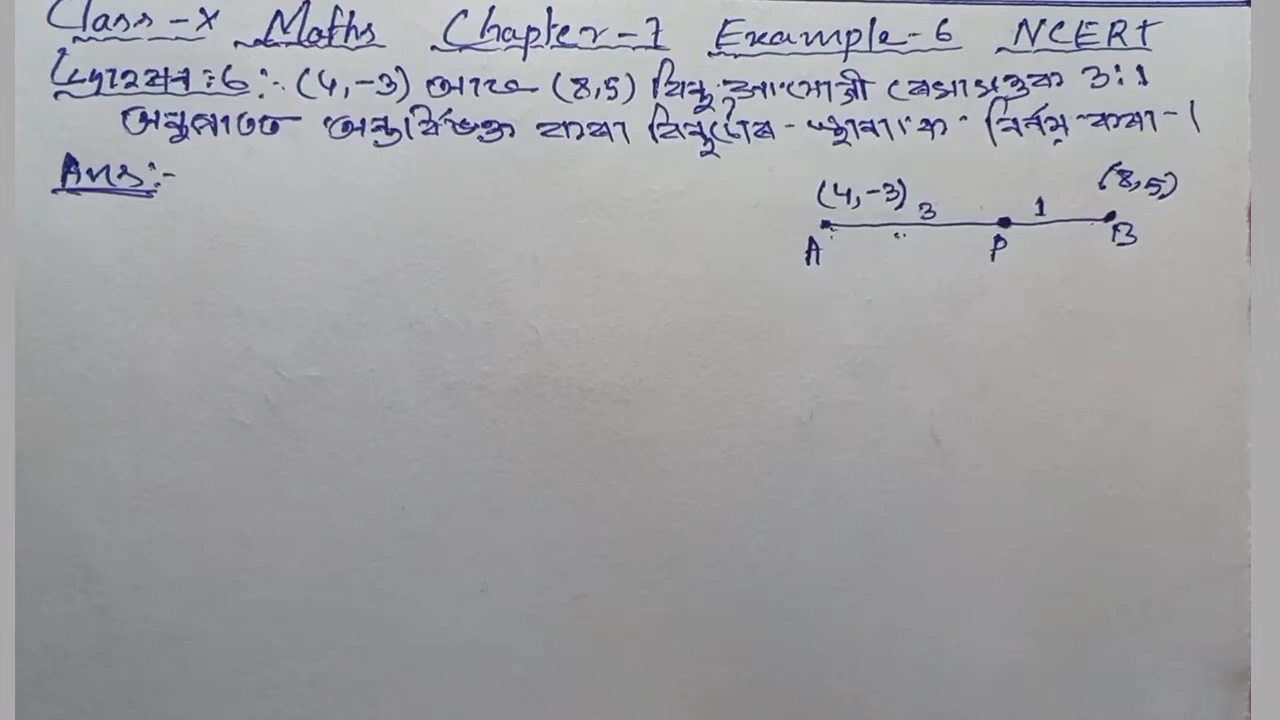 Class-X Maths Chapter-7 Example-6 NCERT
উদাহৰণ:6:- (4,-3) আৰু (8,5) বিন্দু সংযোগী ৰেখাখণ্ডক 3:1
অনুপাতত অন্তৰ্বিভক্ত কৰা বিন্দুটোৰ স্থানাংক নিৰ্ণয় কৰা।
Ans:-
(4,-3) 3 1 (8,5)
A P B